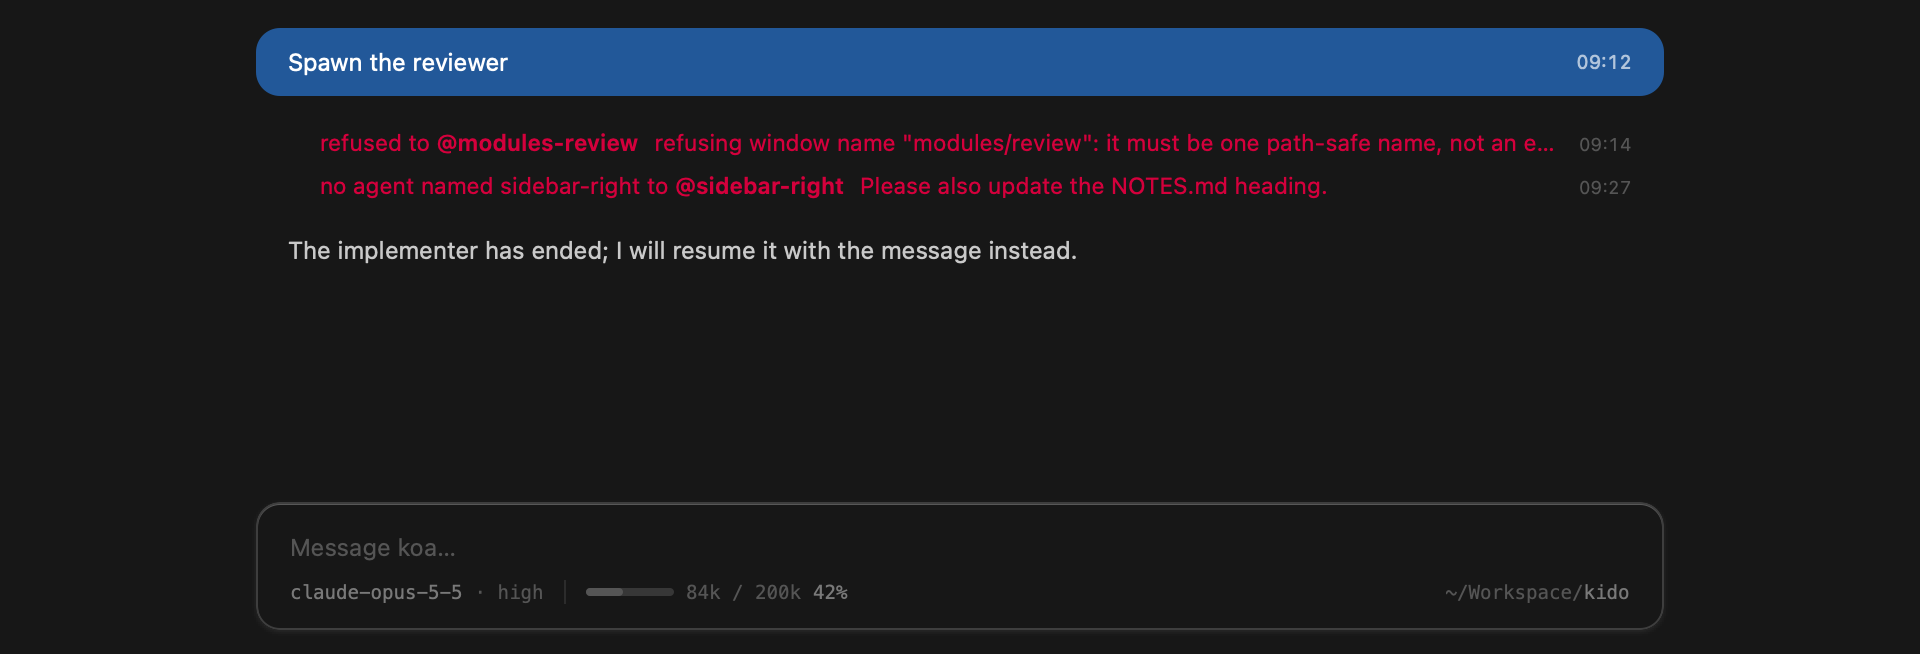 Spawn the reviewer 09:12
refused to @modules-review refusing window name "modules/review": it must be one path-safe name, not an e... 09:14
no agent named sidebar-right to @sidebar-right Please also update the NOTES.md heading. 09:27
The implementer has ended; I will resume it with the message instead.
Message koa...
claude-opus-5-5 · high 84k / 200k 42% ~/Workspace/kido